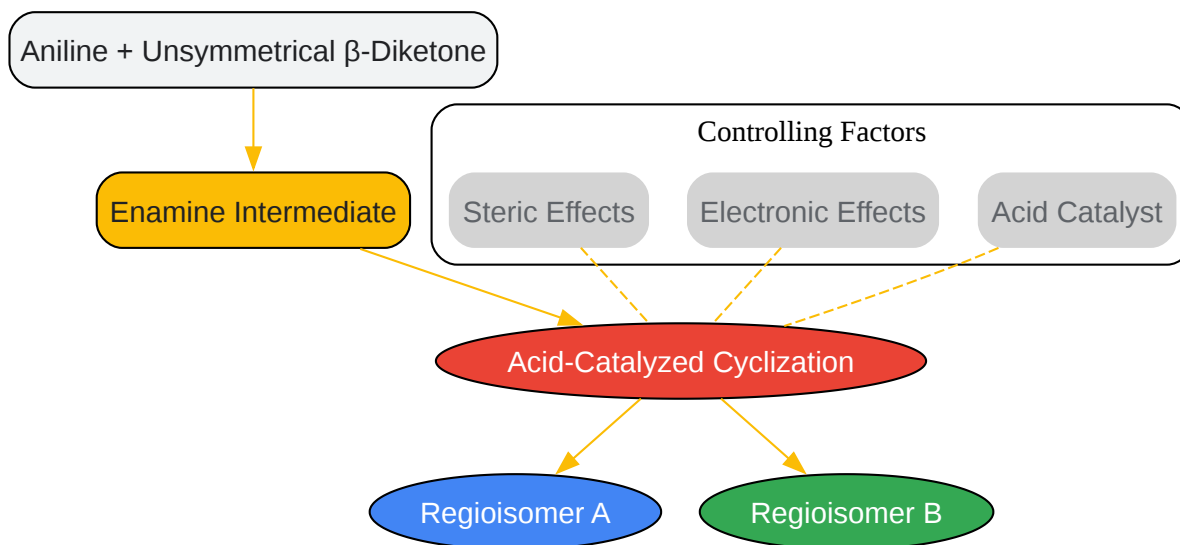 Aniline + Unsymmetrical β-Diketone
Controlling Factors
Enamine Intermediate
Steric Effects
Electronic Effects
Acid Catalyst
Acid-Catalyzed Cyclization
Regioisomer A
Regioisomer B